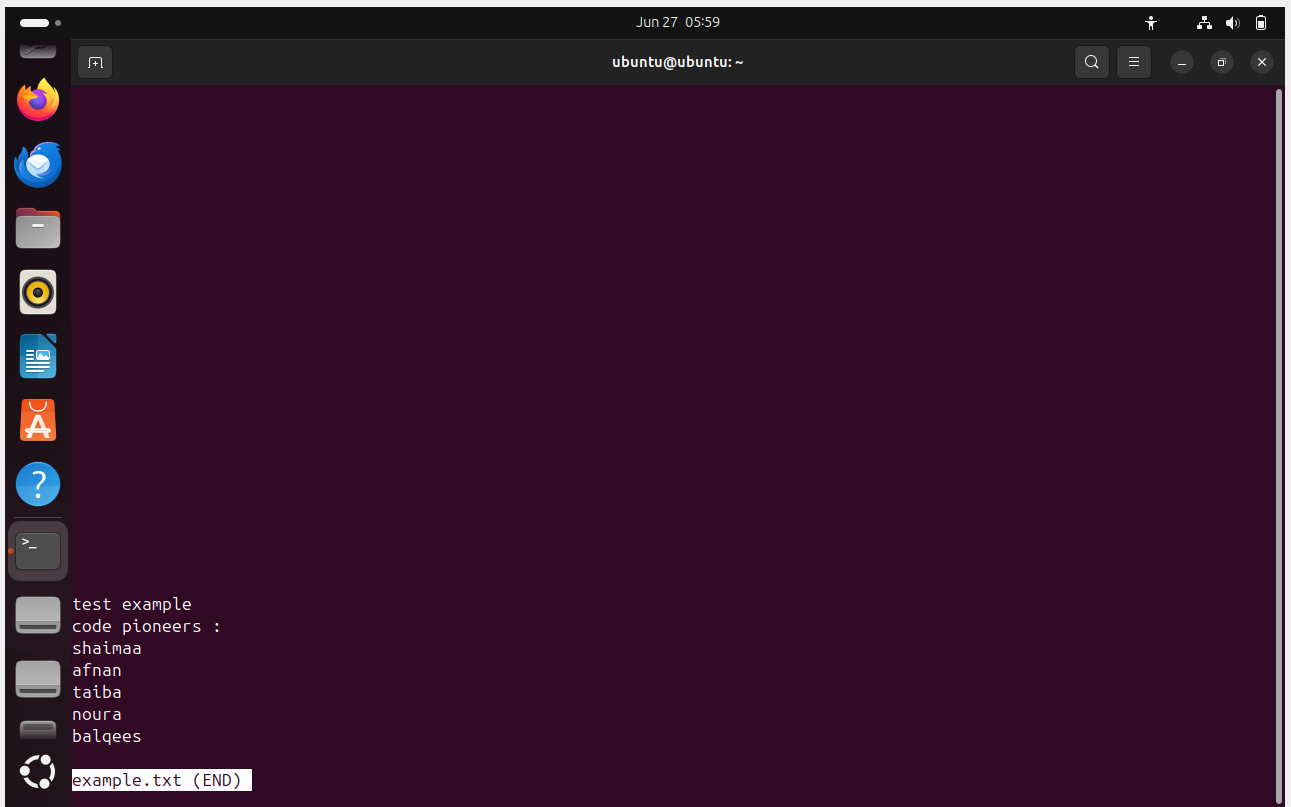 Jun 27 05:59
ubuntu@ubuntu: ~
test example
code pioneers :
shaimaa
afnan
taiba
noura
balqees
example.txt (END)